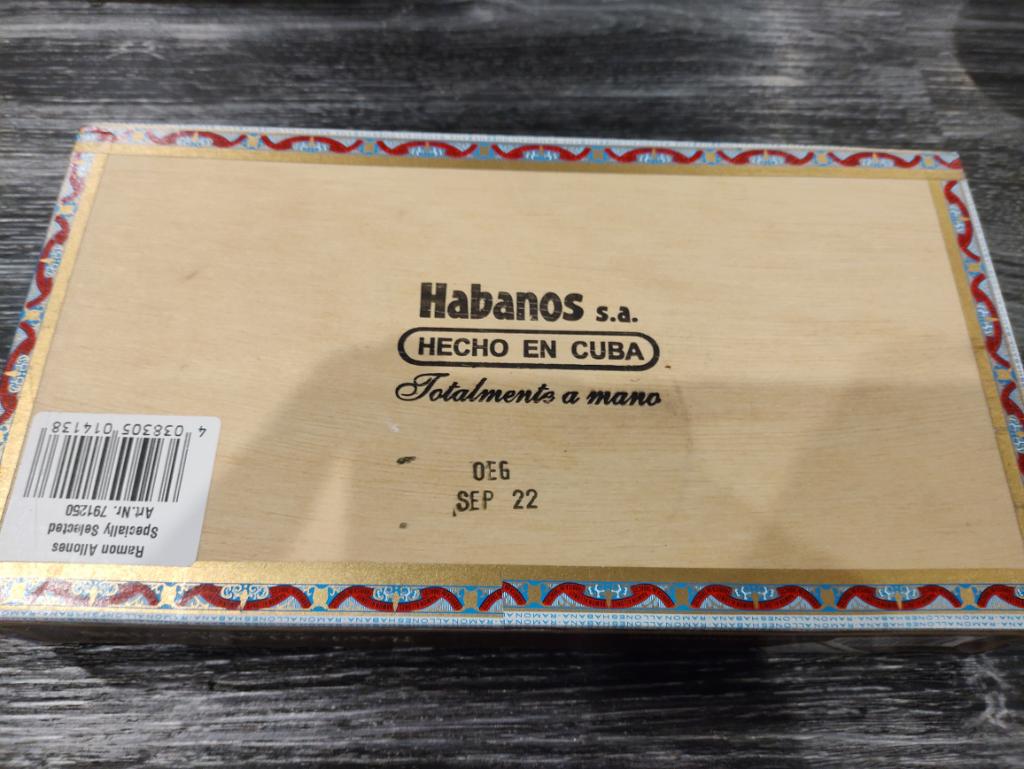 Habanos s.a.
HECHO EN CUBA
Totalmente a mano
OEG
SEP 22
Ramon Allones
Specially Selected
Art.Nr. 791250
4 038305 014138